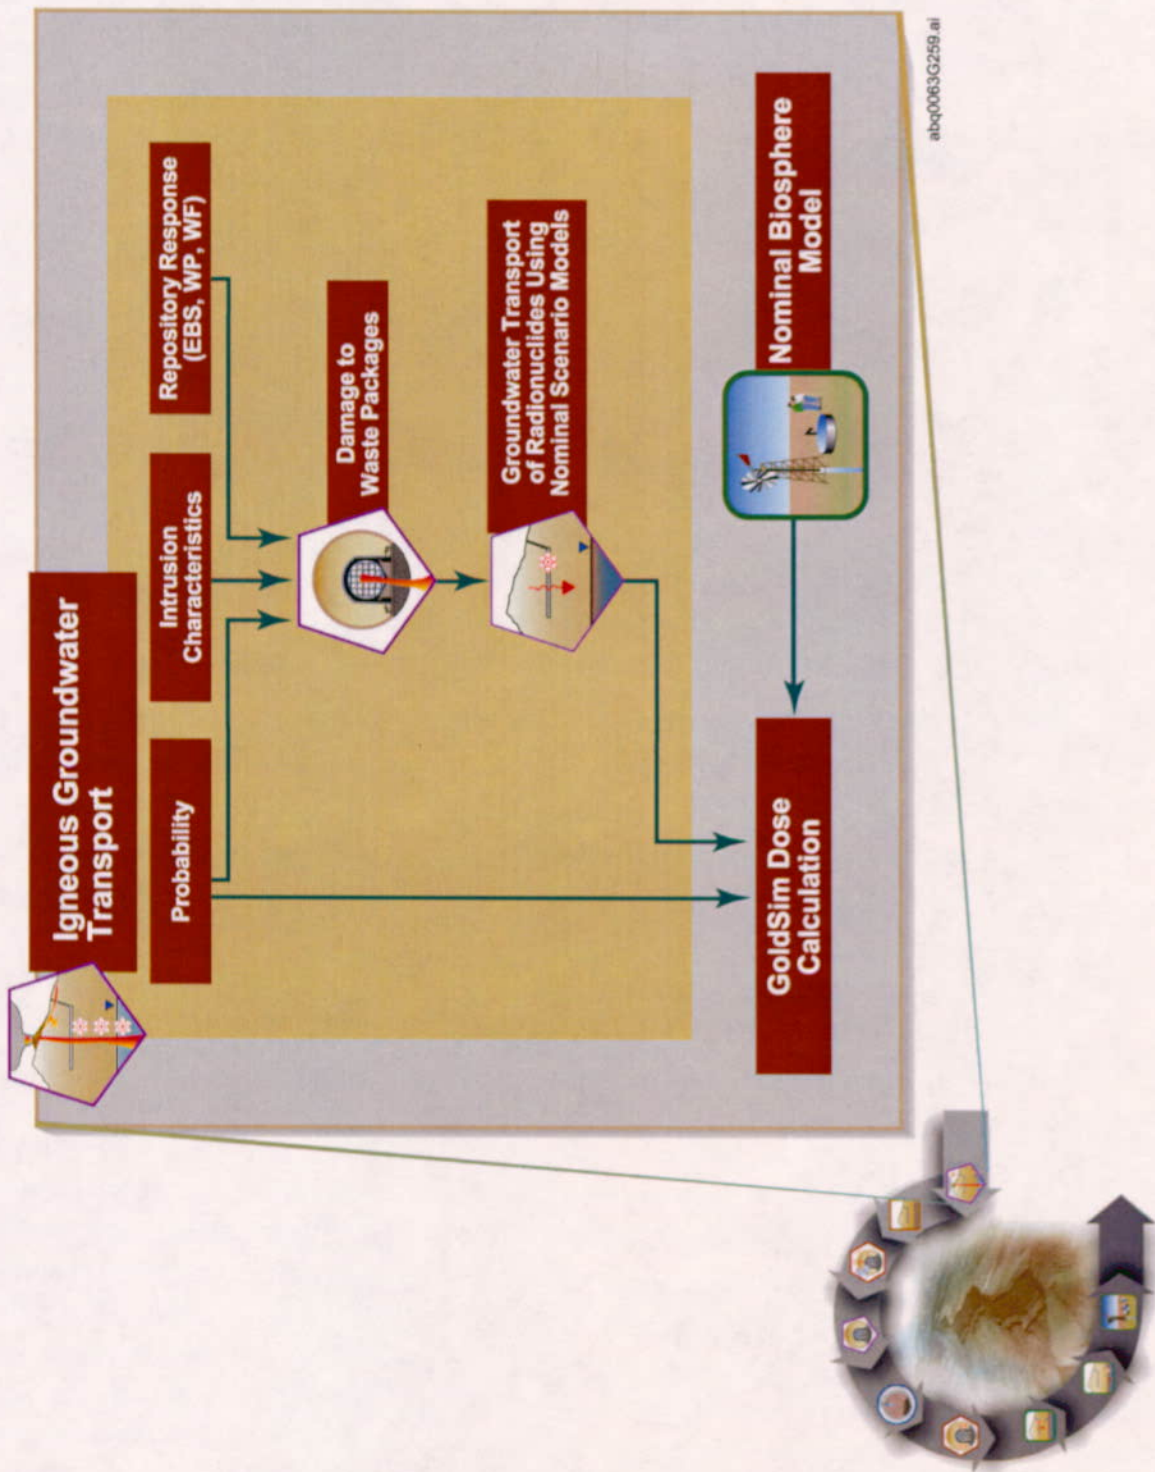 Igneous Groundwater
Transport
Probability
Intrusion
Characteristics
Repository Response
(EBS, WP, WF)
Damage to
Waste Packages
Groundwater Transport
of Radionuclides Using
Nominal Scenario Models
GoldSim Dose
Calculation
Nominal Biosphere
Model
abq0063G259.ai